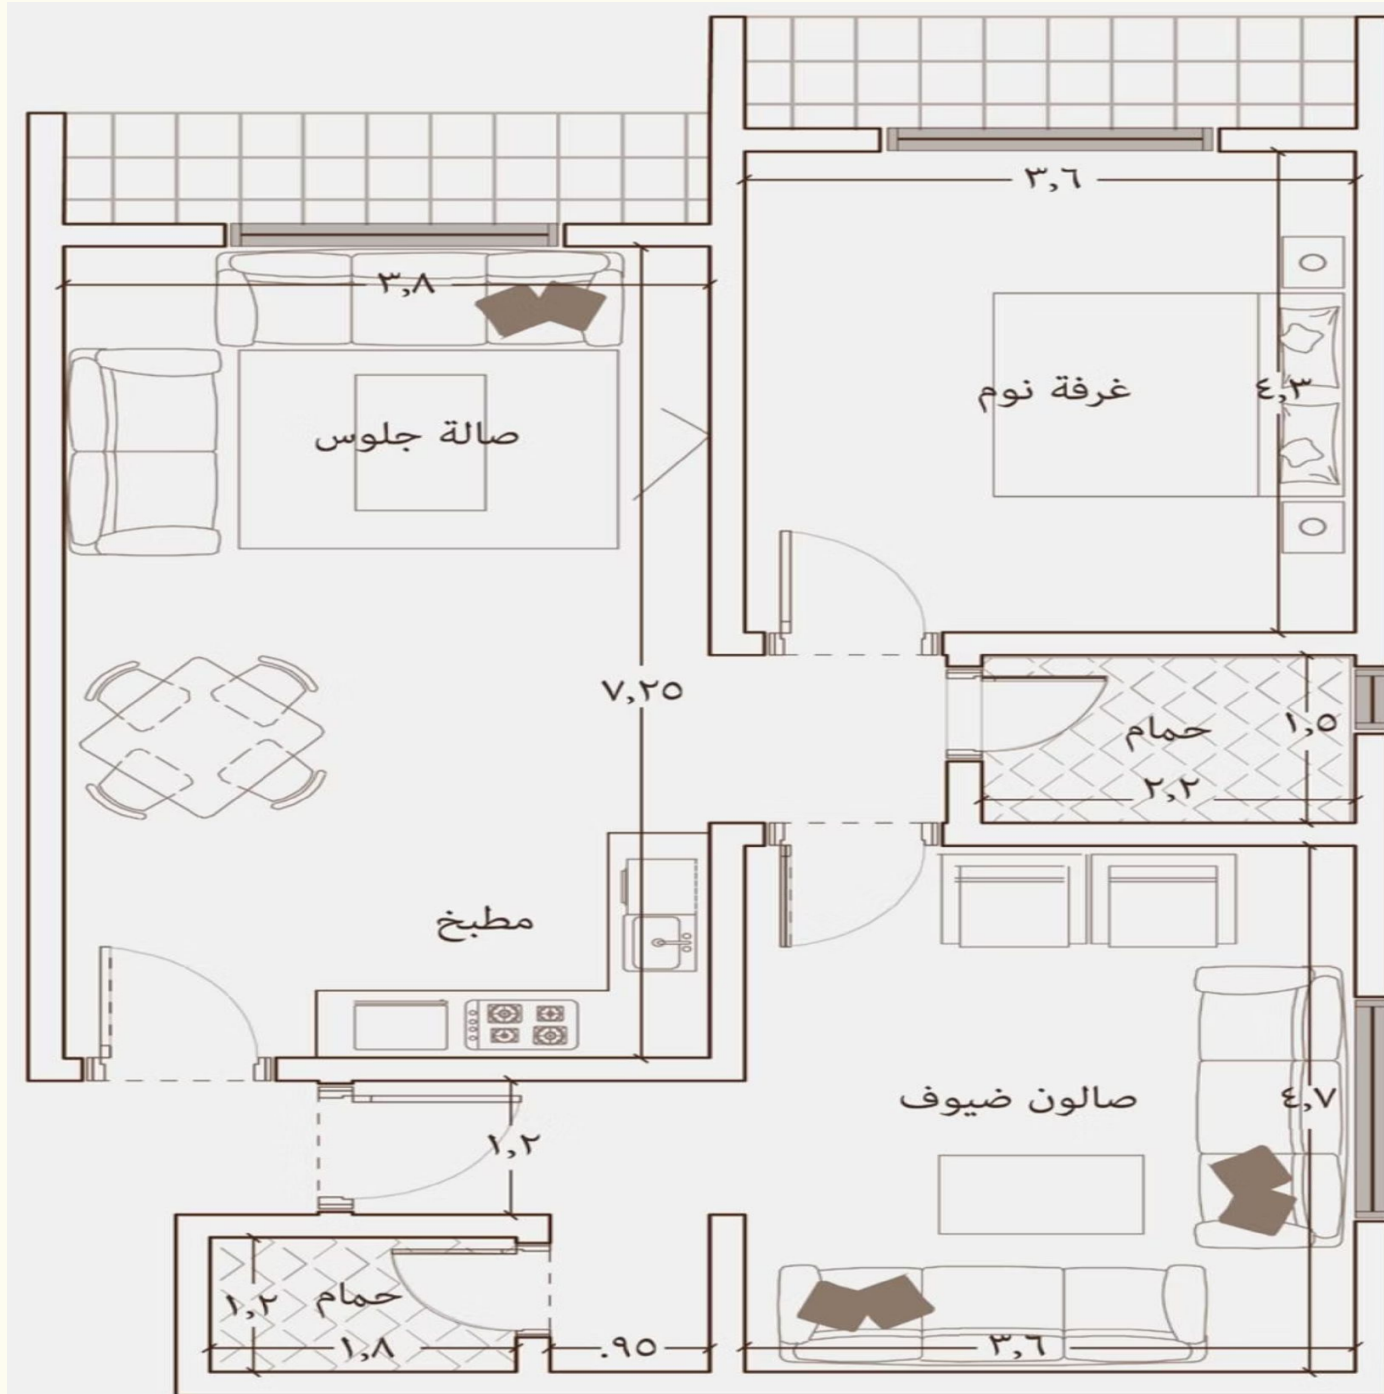 ٣,٦
٣,٨
غرفة نوم
٤,٣
صالة جلوس
٧,٢٥
حمام
١,٥
٢,٢
مطبخ
صالون ضيوف
٤,٧
١,٢
حمام
١,٢
١,٨
.٩٥
٣,٦